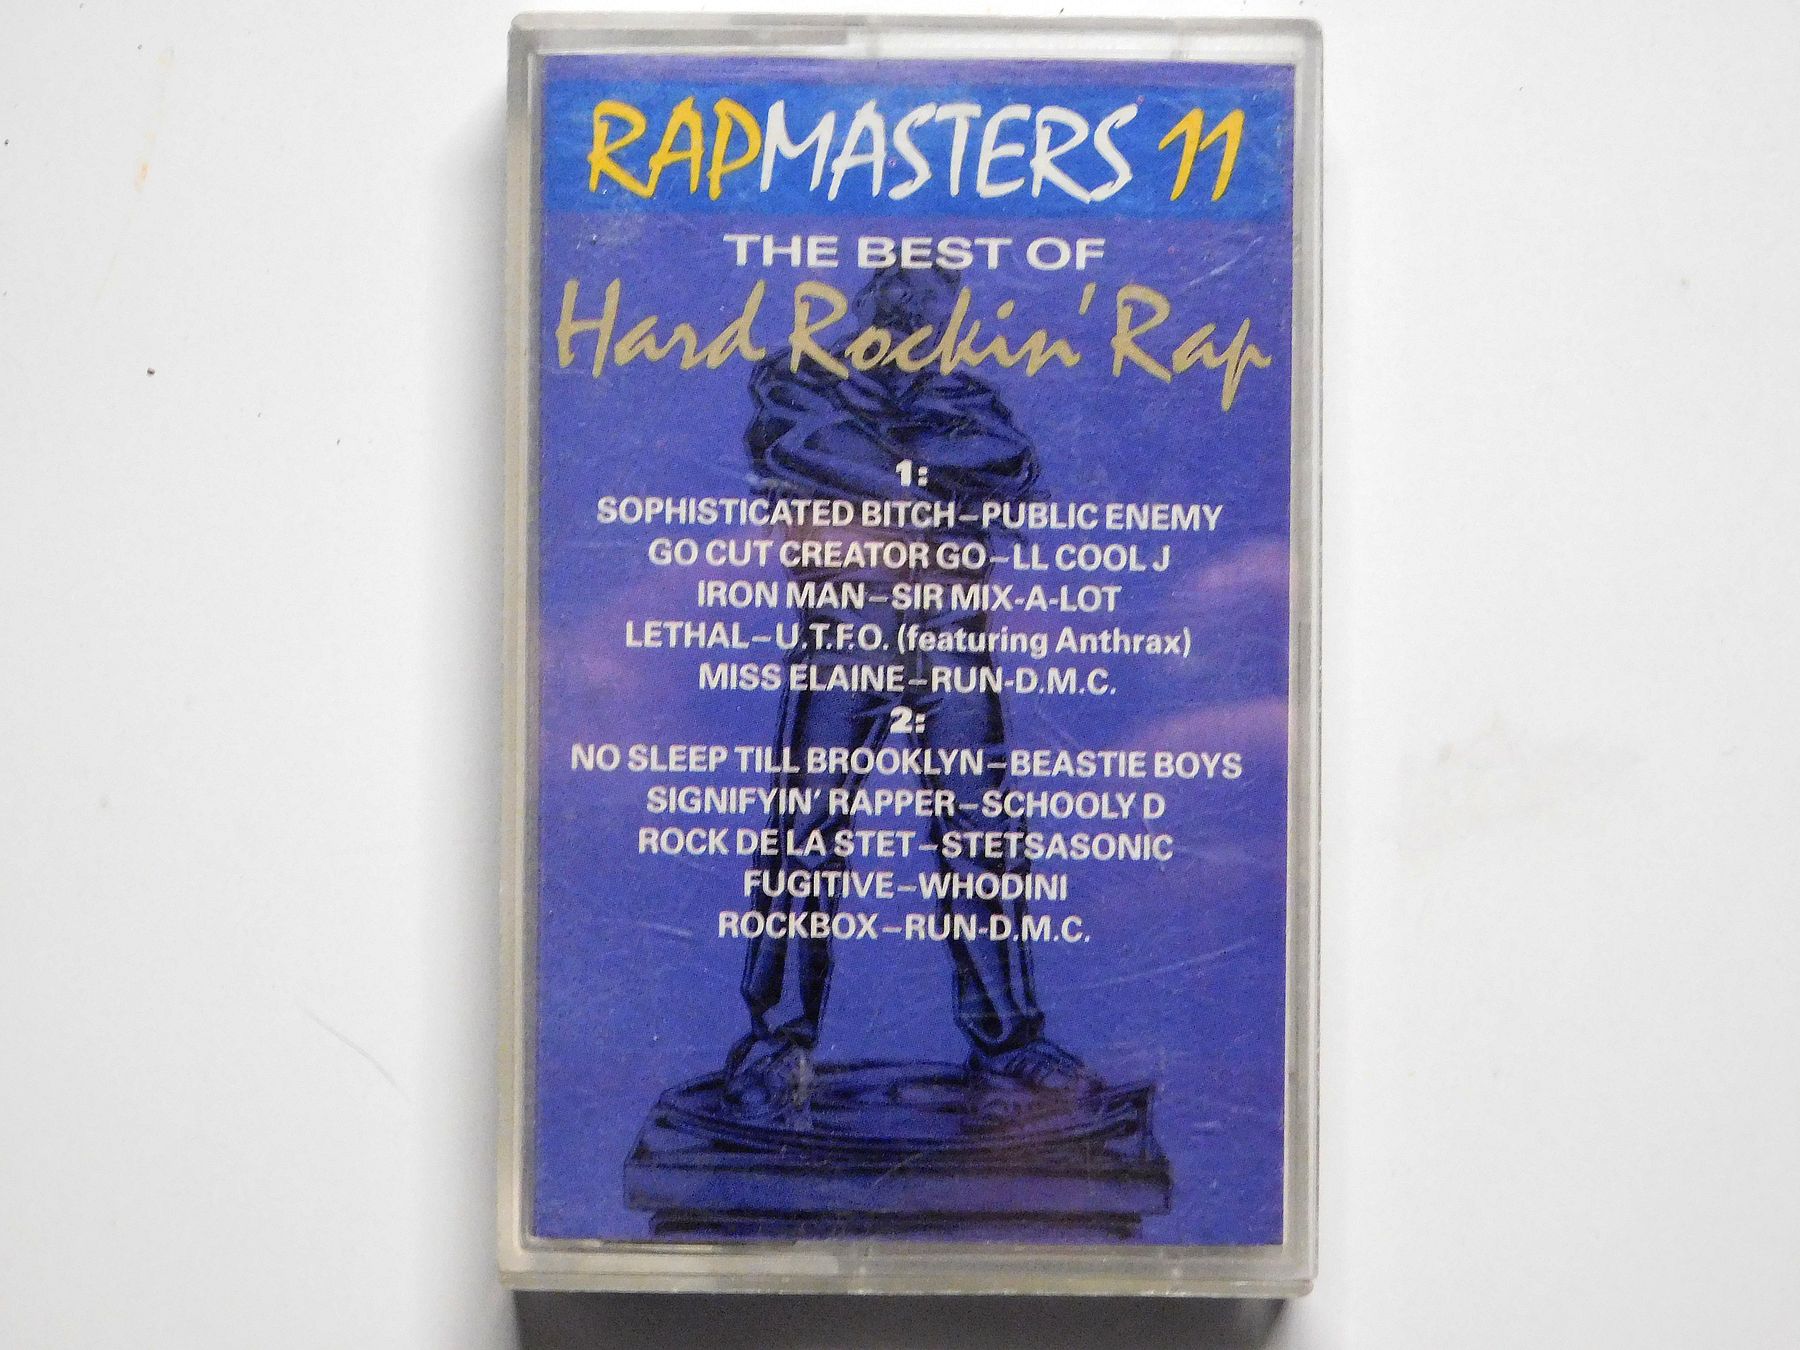 RAPMASTERS 11
THE BEST OF
Hard Rockin' Rap
1:
SOPHISTICATED BITCH–PUBLIC ENEMY
GO CUT CREATOR GO–LL COOL J
IRON MAN–SIR MIX-A-LOT
LETHAL–U.T.F.O. (featuring Anthrax)
MISS ELAINE–RUN-D.M.C.
2:
NO SLEEP TILL BROOKLYN–BEASTIE BOYS
SIGNIFYIN' RAPPER–SCHOOLY D
ROCK DE LA STET–STETSASONIC
FUGITIVE–WHODINI
ROCKBOX–RUN-D.M.C.